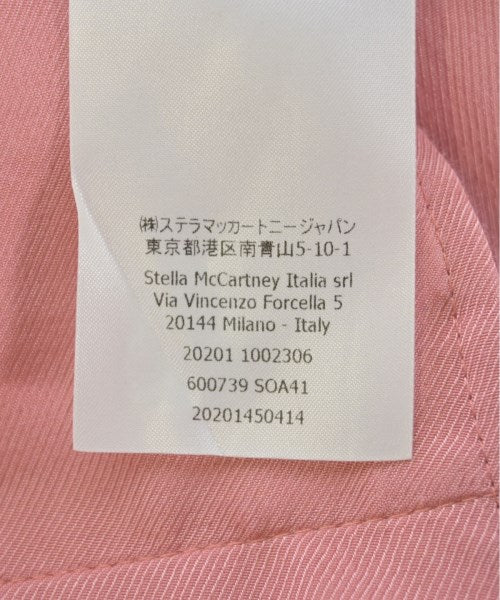 ㈱ステラマッカートニージャパン
東京都港区南青山5-10-1
Stella McCartney Italia srl
Via Vincenzo Forcella 5
20144 Milano - Italy
20201 1002306
600739 SOA41
20201450414